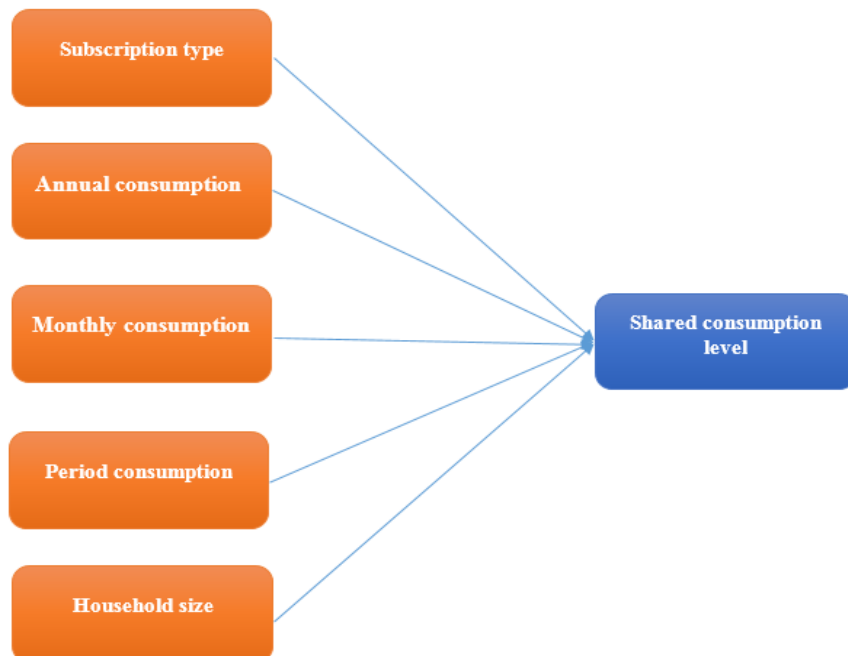 Subscription type
Annual consumption
Monthly consumption
Shared consumption
level
Period consumption
Household size